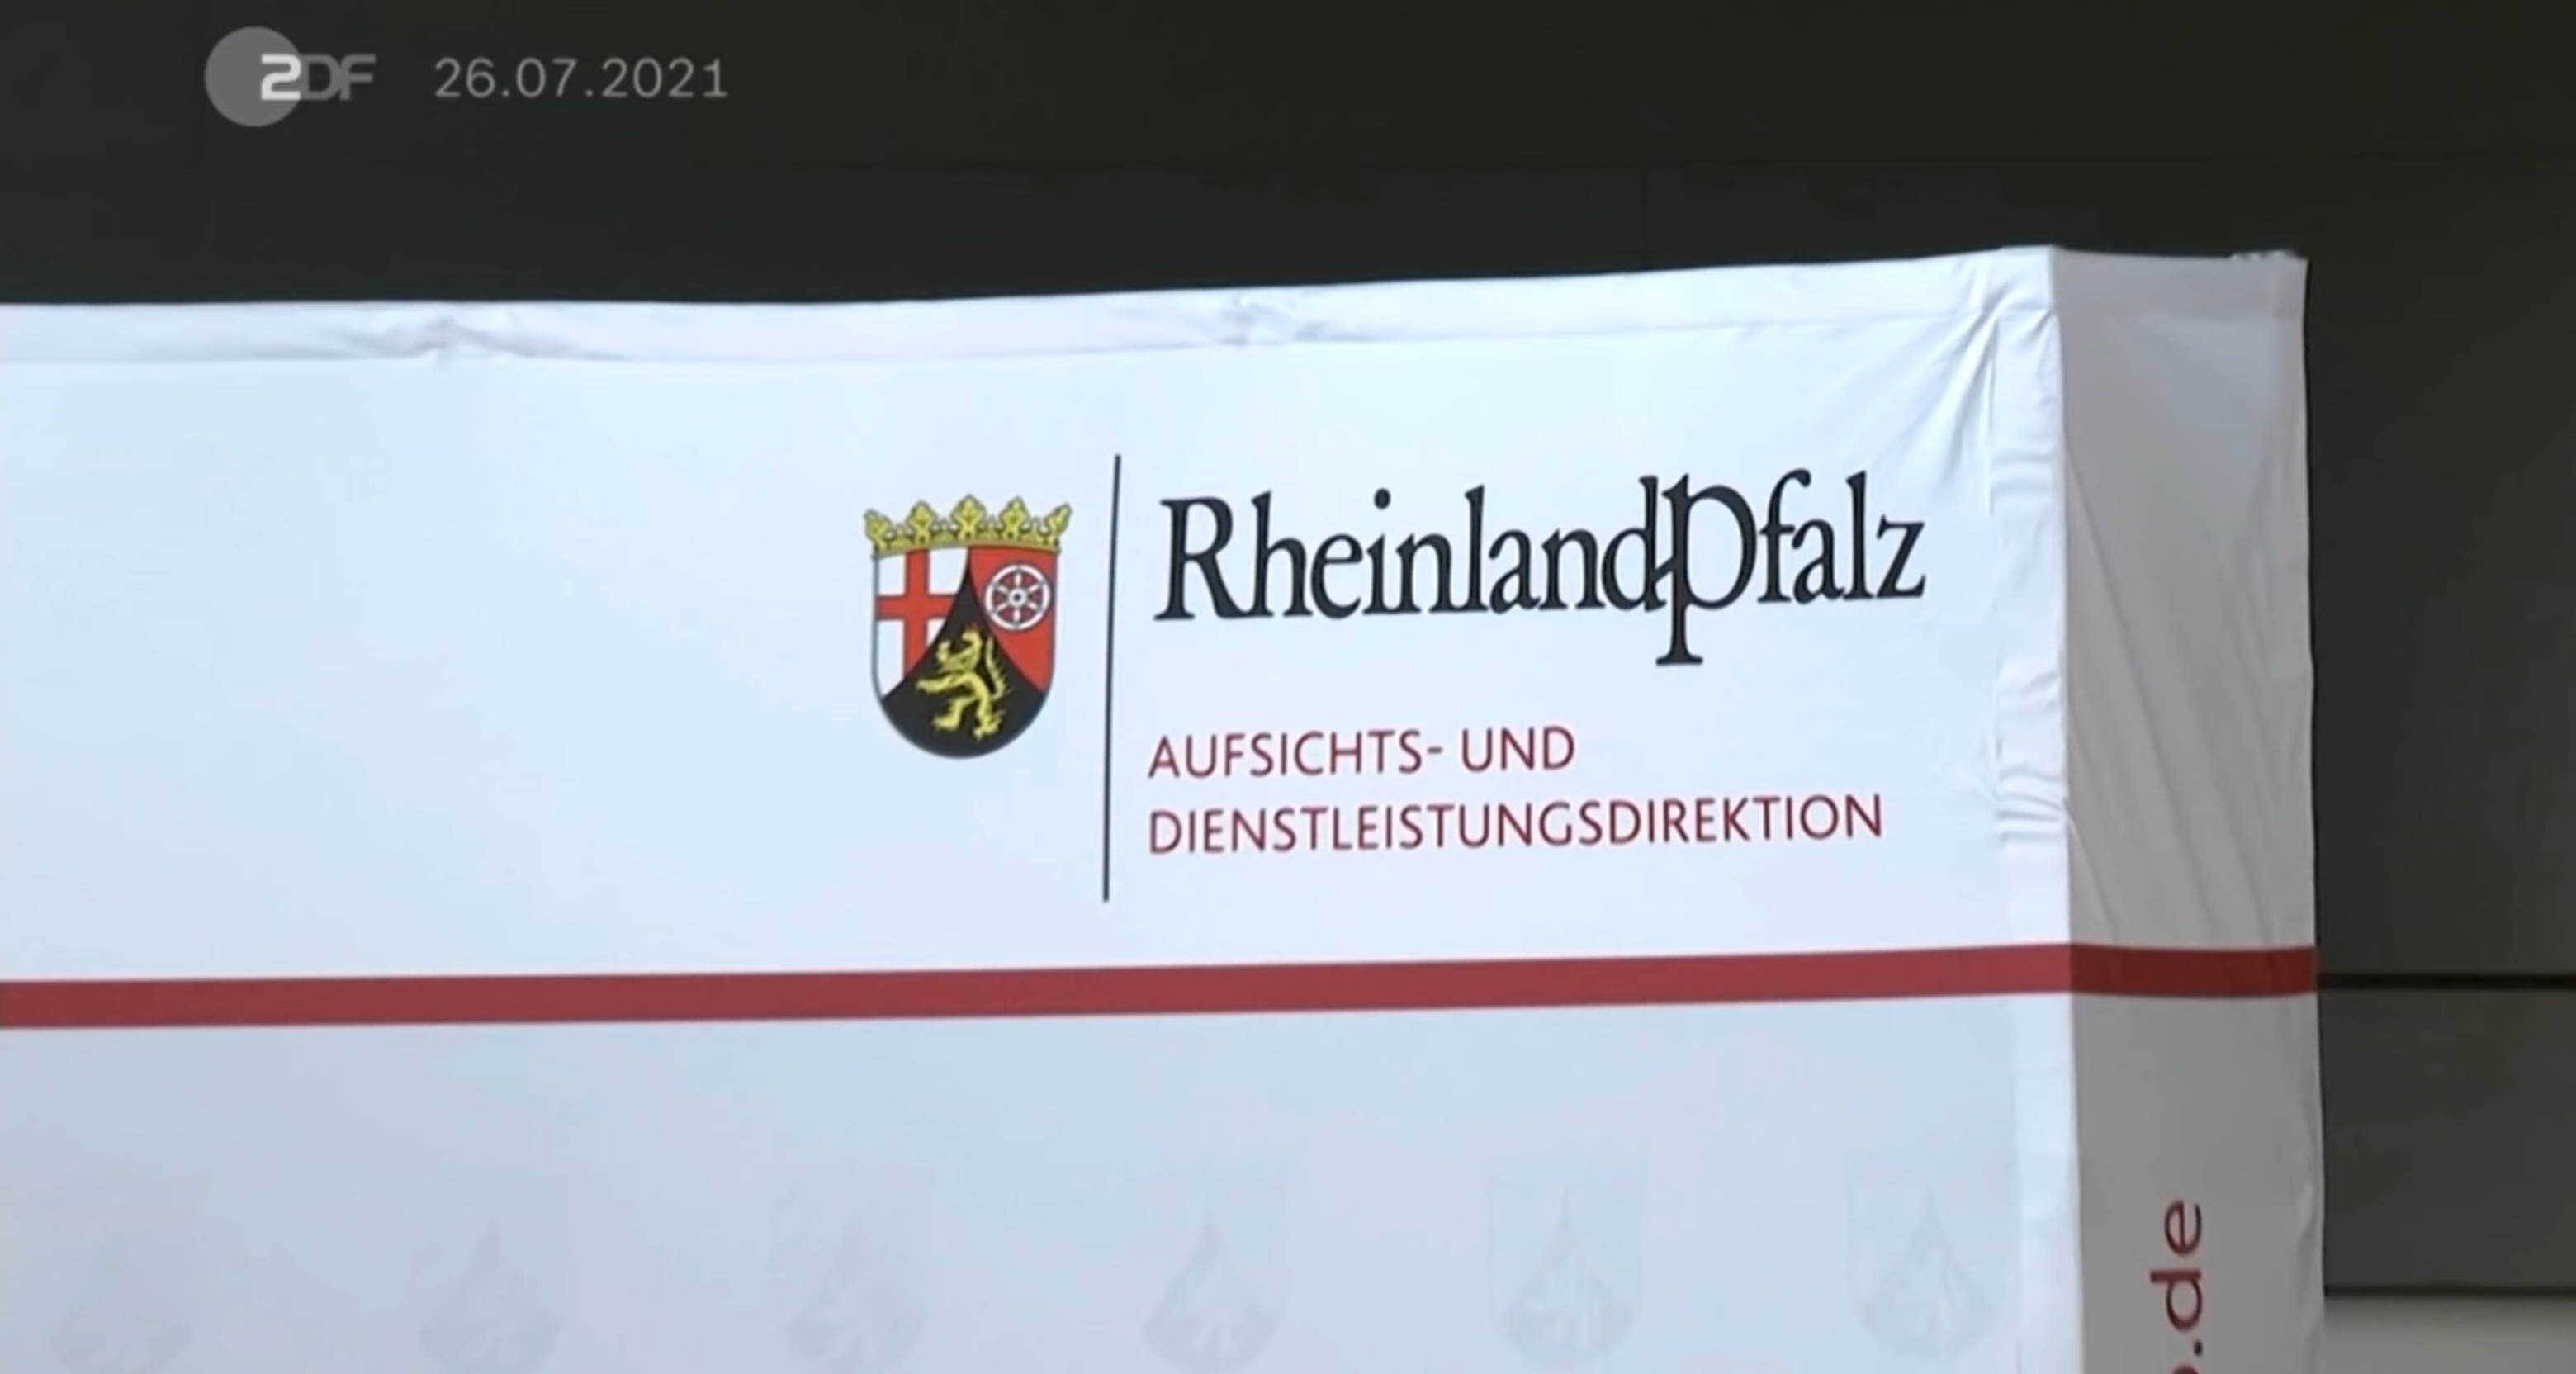 ZDF 26.07.2021
RheinlandPfalz
AUFSICHTS- UND
DIENSTLEISTUNGSDIREKTION
.de